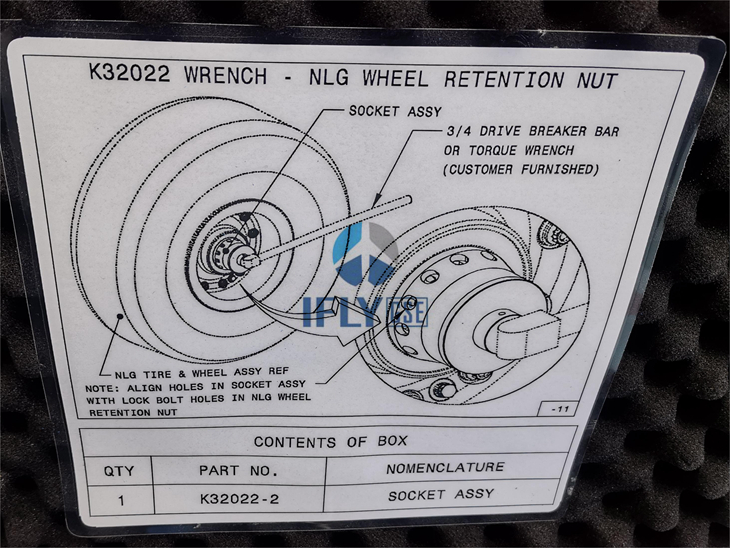 K32022 WRENCH - NLG WHEEL RETENTION NUT
SOCKET ASSY
3/4 DRIVE BREAKER BAR
OR TORQUE WRENCH
(CUSTOMER FURNISHED)
IFLY GSE
NLG TIRE & WHEEL ASSY REF
NOTE: ALIGN HOLES IN SOCKET ASSY
WITH LOCK BOLT HOLES IN NLG WHEEL
RETENTION NUT
-11
CONTENTS OF BOX
QTY PART NO. NOMENCLATURE
1 K32022-2 SOCKET ASSY